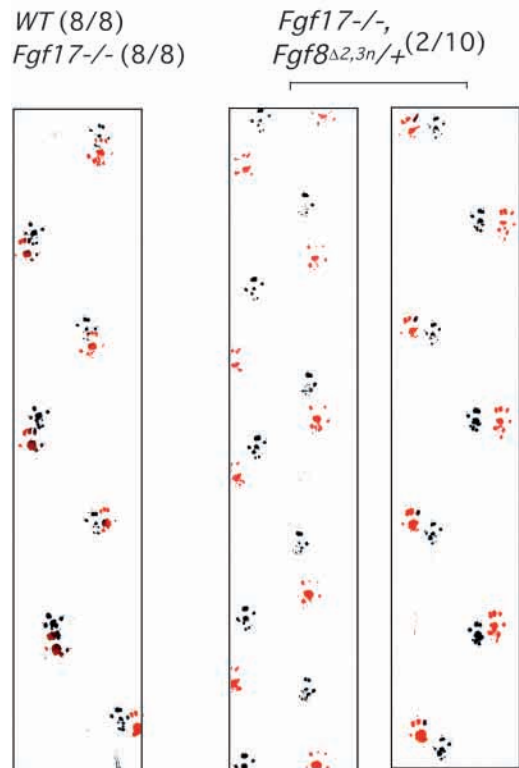 WT (8/8)
Fgf17-/- (8/8)
Fgf17-/-,
Fgf8Δ2,3n/+ (2/10)